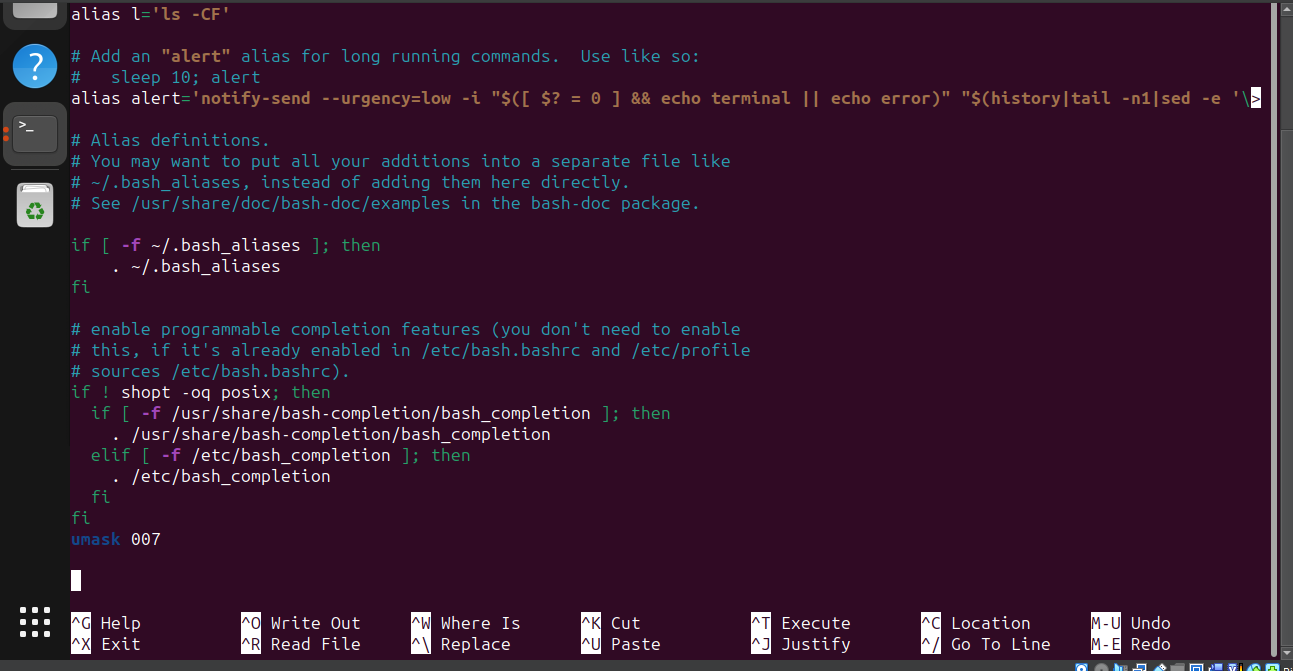 alias l='ls -CF'
# Add an "alert" alias for long running commands.  Use like so:
#   sleep 10; alert
alias alert='notify-send --urgency=low -i "$([ $? = 0 ] && echo terminal || echo error)" "$(history|tail -n1|sed -e '\>
# Alias definitions.
# You may want to put all your additions into a separate file like
# ~/.bash_aliases, instead of adding them here directly.
# See /usr/share/doc/bash-doc/examples in the bash-doc package.
if [ -f ~/.bash_aliases ]; then
    . ~/.bash_aliases
fi
# enable programmable completion features (you don't need to enable
# this, if it's already enabled in /etc/bash.bashrc and /etc/profile
# sources /etc/bash.bashrc).
if ! shopt -oq posix; then
  if [ -f /usr/share/bash-completion/bash_completion ]; then
    . /usr/share/bash-completion/bash_completion
  elif [ -f /etc/bash_completion ]; then
    . /etc/bash_completion
  fi
fi
umask 007
^G Help ^O Write Out ^W Where Is ^K Cut ^T Execute ^C Location M-U Undo
^X Exit ^R Read File ^\ Replace ^U Paste ^J Justify ^/ Go To Line M-E Redo